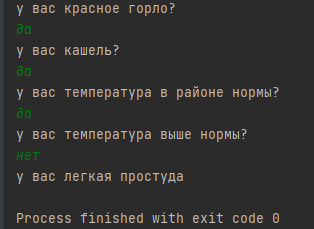 у вас красное горло?
да
у вас кашель?
да
у вас температура в районе нормы?
да
у вас температура выше нормы?
нет
у вас легкая простуда
Process finished with exit code 0